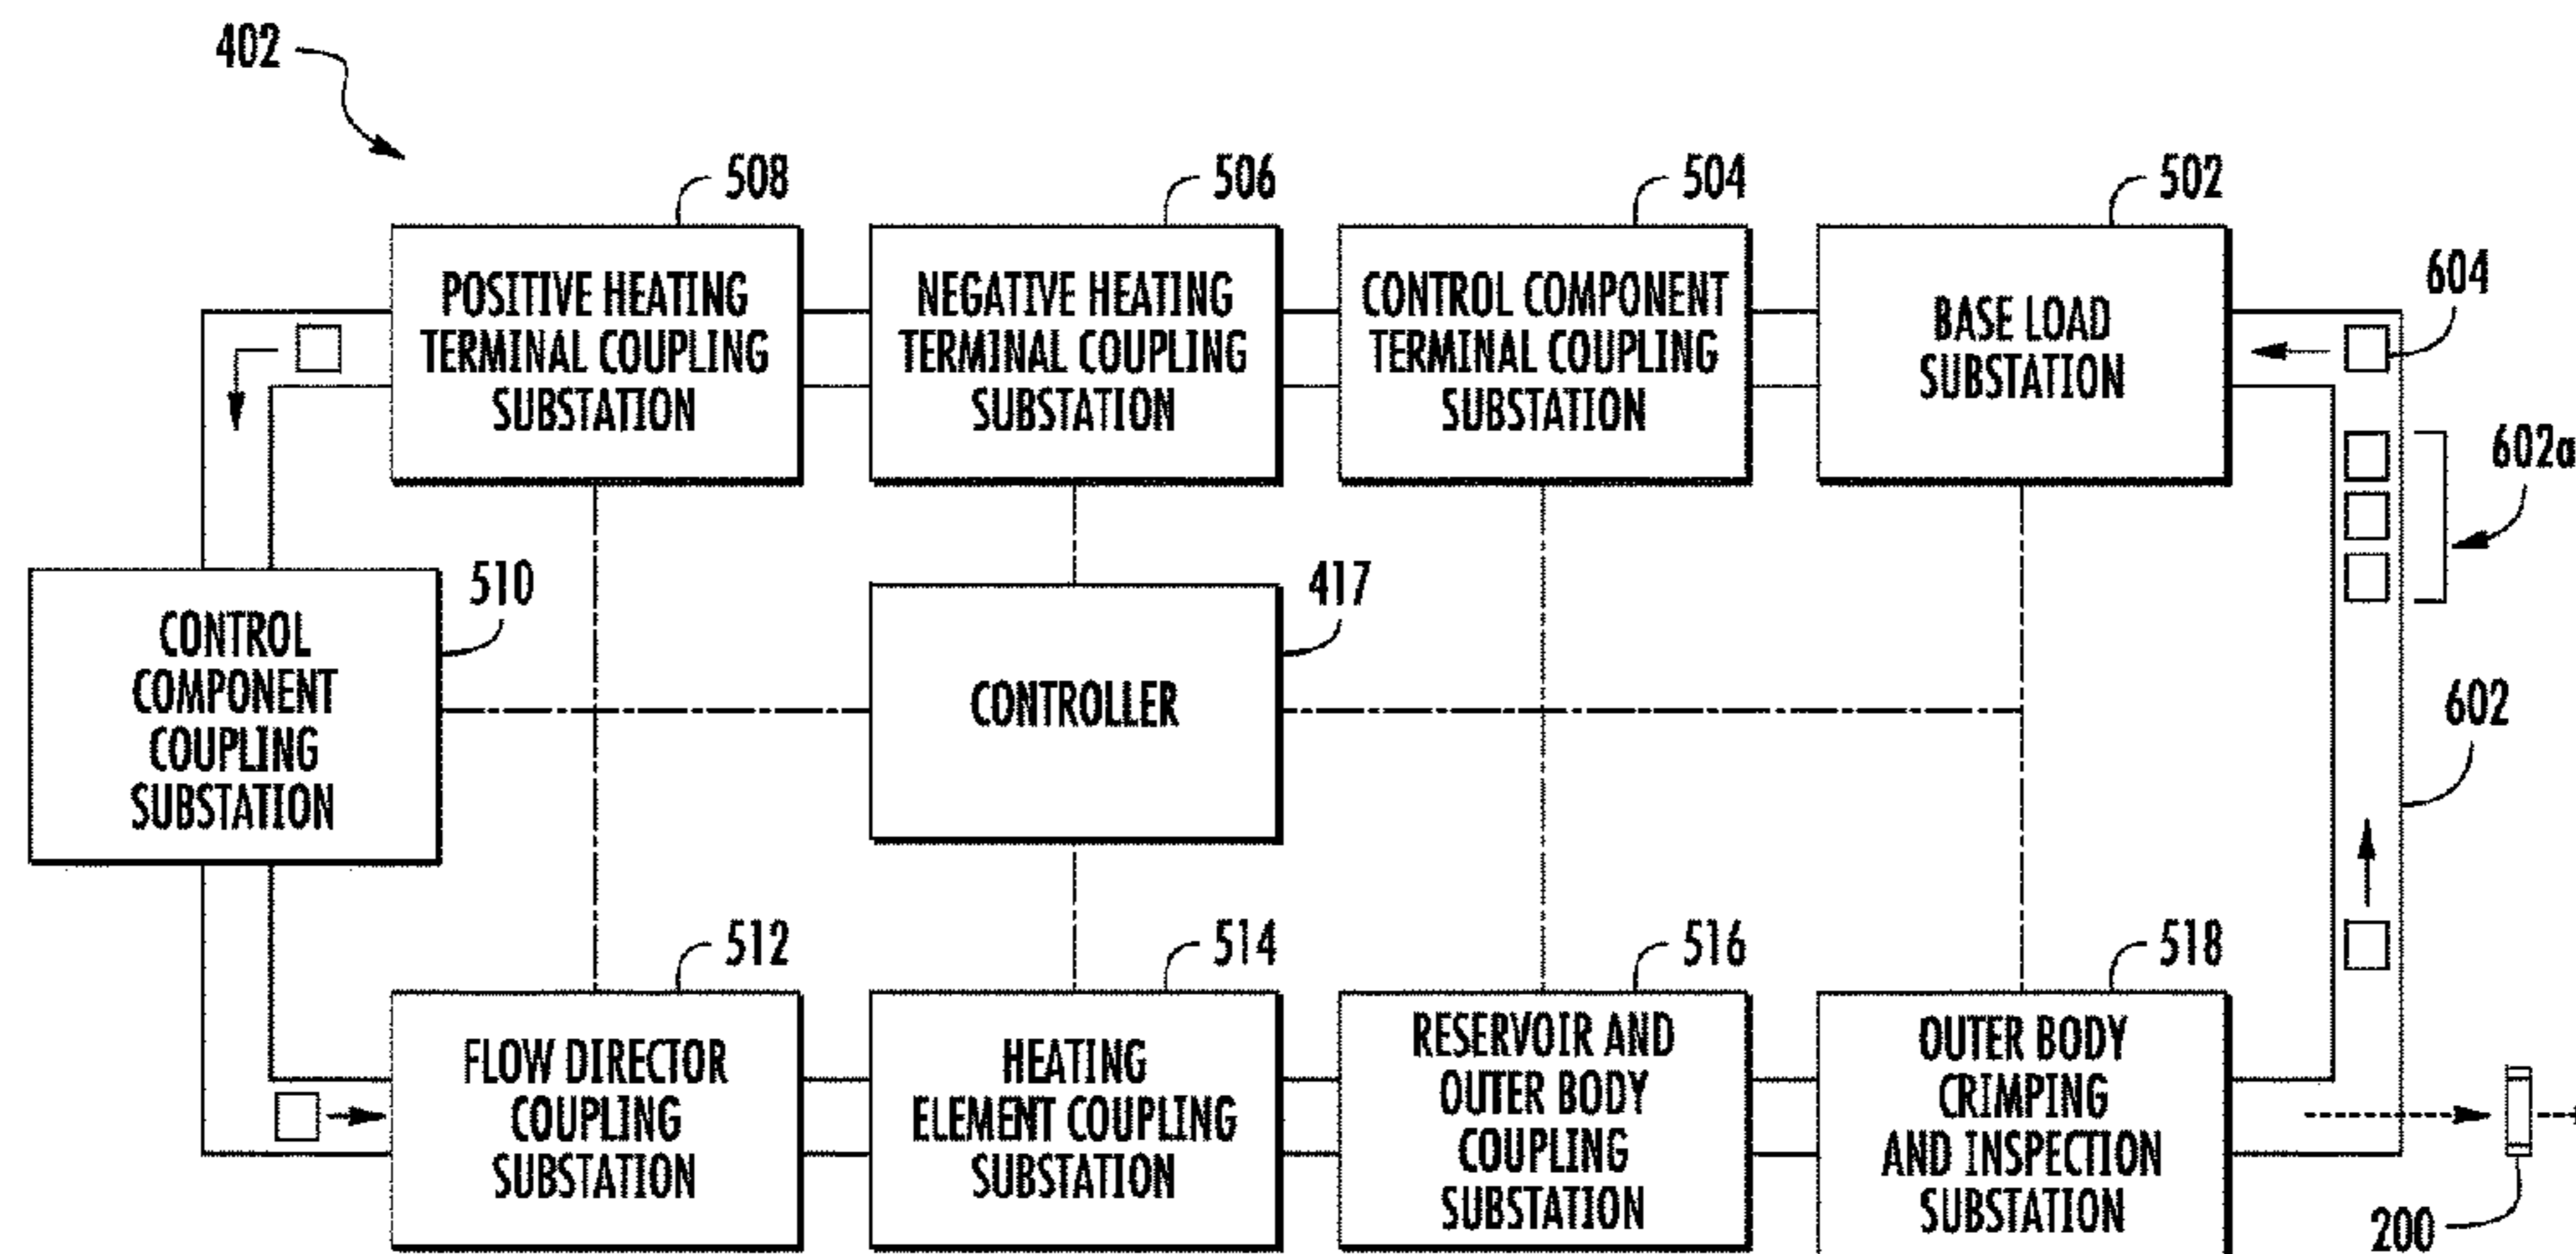 402
508
506
504
502
POSITIVE HEATING
TERMINAL COUPLING
SUBSTATION
NEGATIVE HEATING
TERMINAL COUPLING
SUBSTATION
CONTROL COMPONENT
TERMINAL COUPLING
SUBSTATION
BASE LOAD
SUBSTATION
604
602a
510
417
CONTROL
COMPONENT
COUPLING
SUBSTATION
CONTROLLER
602
512
514
516
518
FLOW DIRECTOR
COUPLING
SUBSTATION
HEATING
ELEMENT COUPLING
SUBSTATION
RESERVOIR AND
OUTER BODY
COUPLING
SUBSTATION
OUTER BODY
CRIMPING
AND INSPECTION
SUBSTATION
200